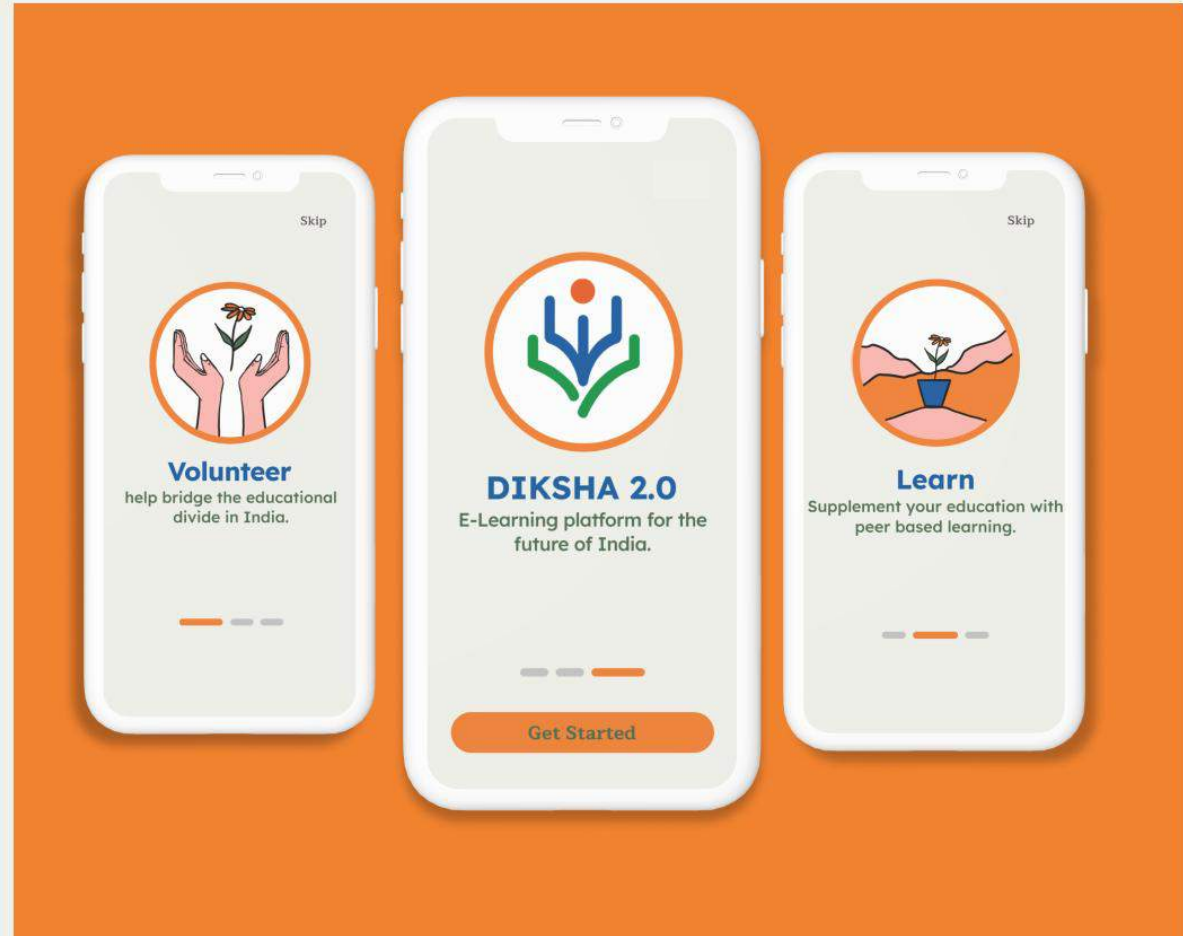 Skip
Volunteer
help bridge the educational
divide in India.
DIKSHA 2.0
E-Learning platform for the
future of India.
Get Started
Skip
Learn
Supplement your education with
peer based learning.